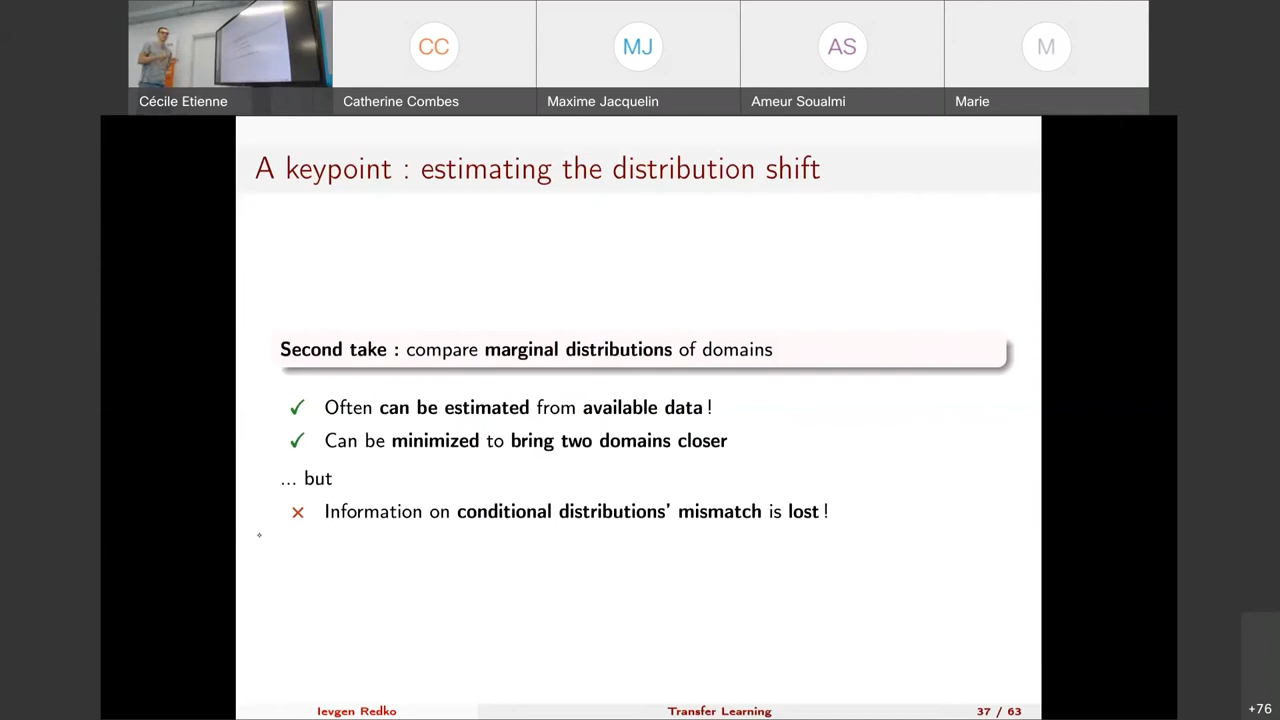 CC
MJ
AS
M
Cécile Etienne
Catherine Combes
Maxime Jacquelin
Ameur Soualmi
Marie
A keypoint : estimating the distribution shift
Second take : compare marginal distributions of domains
✓ Often can be estimated from available data !
✓ Can be minimized to bring two domains closer
... but
× Information on conditional distributions' mismatch is lost !
Ievgen Redko
Transfer Learning
37 / 63
+76